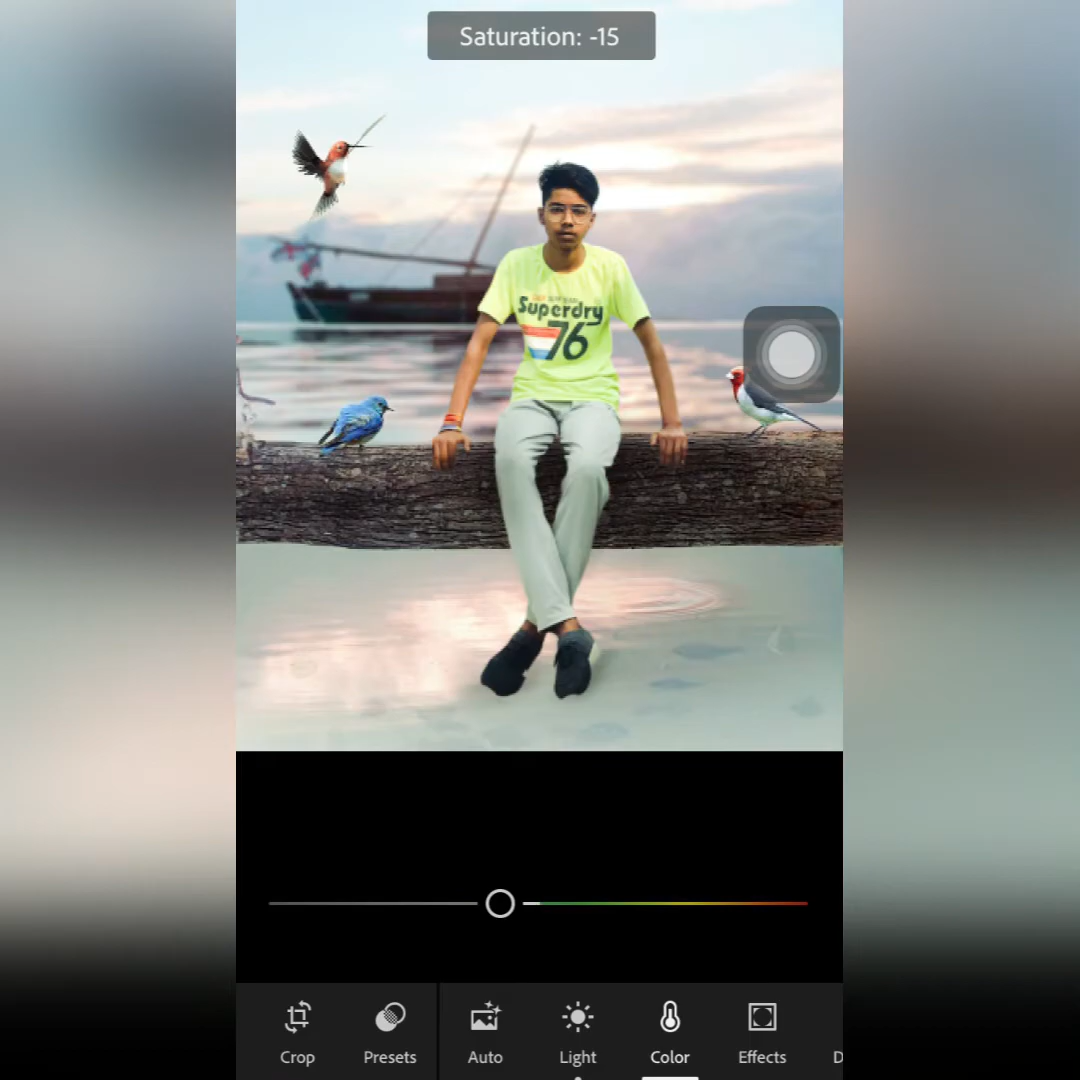 Saturation: -15
Superdry
76
Crop
Presets
Auto
Light
Color
Effects
D